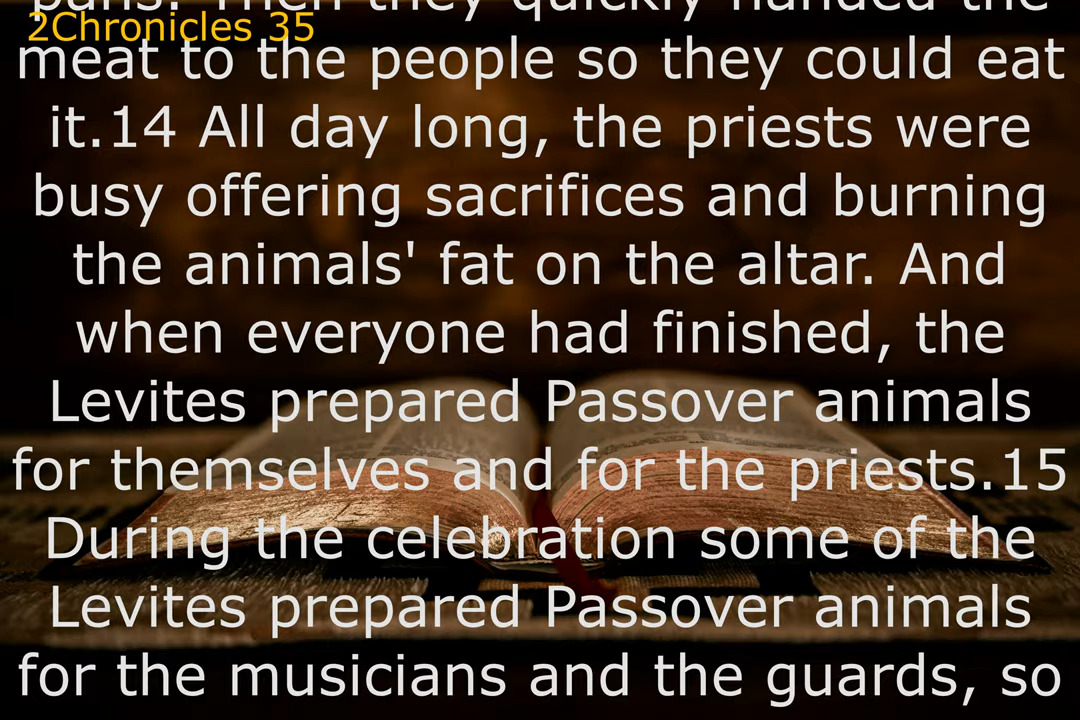 pans. Then they quickly handed the
2Chronicles 35
meat to the people so they could eat
it.14 All day long, the priests were
busy offering sacrifices and burning
the animals' fat on the altar. And
when everyone had finished, the
Levites prepared Passover animals
for themselves and for the priests.15
During the celebration some of the
Levites prepared Passover animals
for the musicians and the guards, so